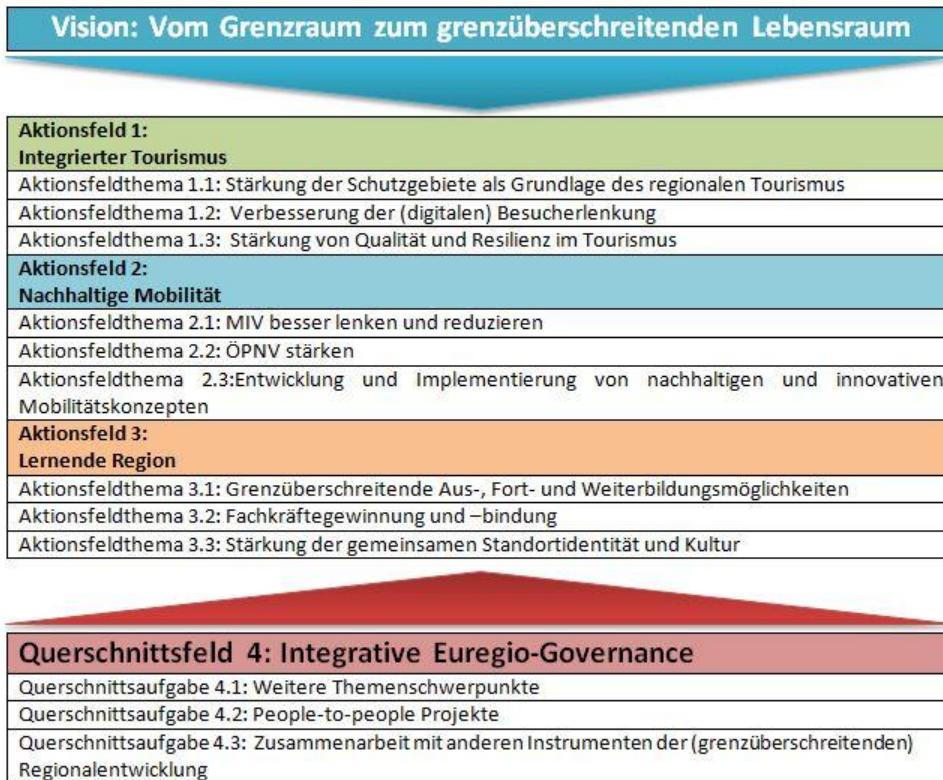 Vision: Vom Grenzraum zum grenzüberschreitenden Lebensraum
Aktionsfeld 1:
Integrierter Tourismus
Aktionsfeldthema 1.1: Stärkung der Schutzgebiete als Grundlage des regionalen Tourismus
Aktionsfeldthema 1.2: Verbesserung der (digitalen) Besucherlenkung
Aktionsfeldthema 1.3: Stärkung von Qualität und Resilienz im Tourismus
Aktionsfeld 2:
Nachhaltige Mobilität
Aktionsfeldthema 2.1: MIV besser lenken und reduzieren
Aktionsfeldthema 2.2: ÖPNV stärken
Aktionsfeldthema 2.3:Entwicklung und Implementierung von nachhaltigen und innovativen
Mobilitätskonzepten
Aktionsfeld 3:
Lernende Region
Aktionsfeldthema 3.1: Grenzüberschreitende Aus-, Fort- und Weiterbildungsmöglichkeiten
Aktionsfeldthema 3.2: Fachkräftegewinnung und –bindung
Aktionsfeldthema 3.3: Stärkung der gemeinsamen Standortidentität und Kultur
Querschnittsfeld 4: Integrative Euregio-Governance
Querschnittsaufgabe 4.1: Weitere Themenschwerpunkte
Querschnittsaufgabe 4.2: People-to-people Projekte
Querschnittsaufgabe 4.3: Zusammenarbeit mit anderen Instrumenten der (grenzüberschreitenden)
Regionalentwicklung